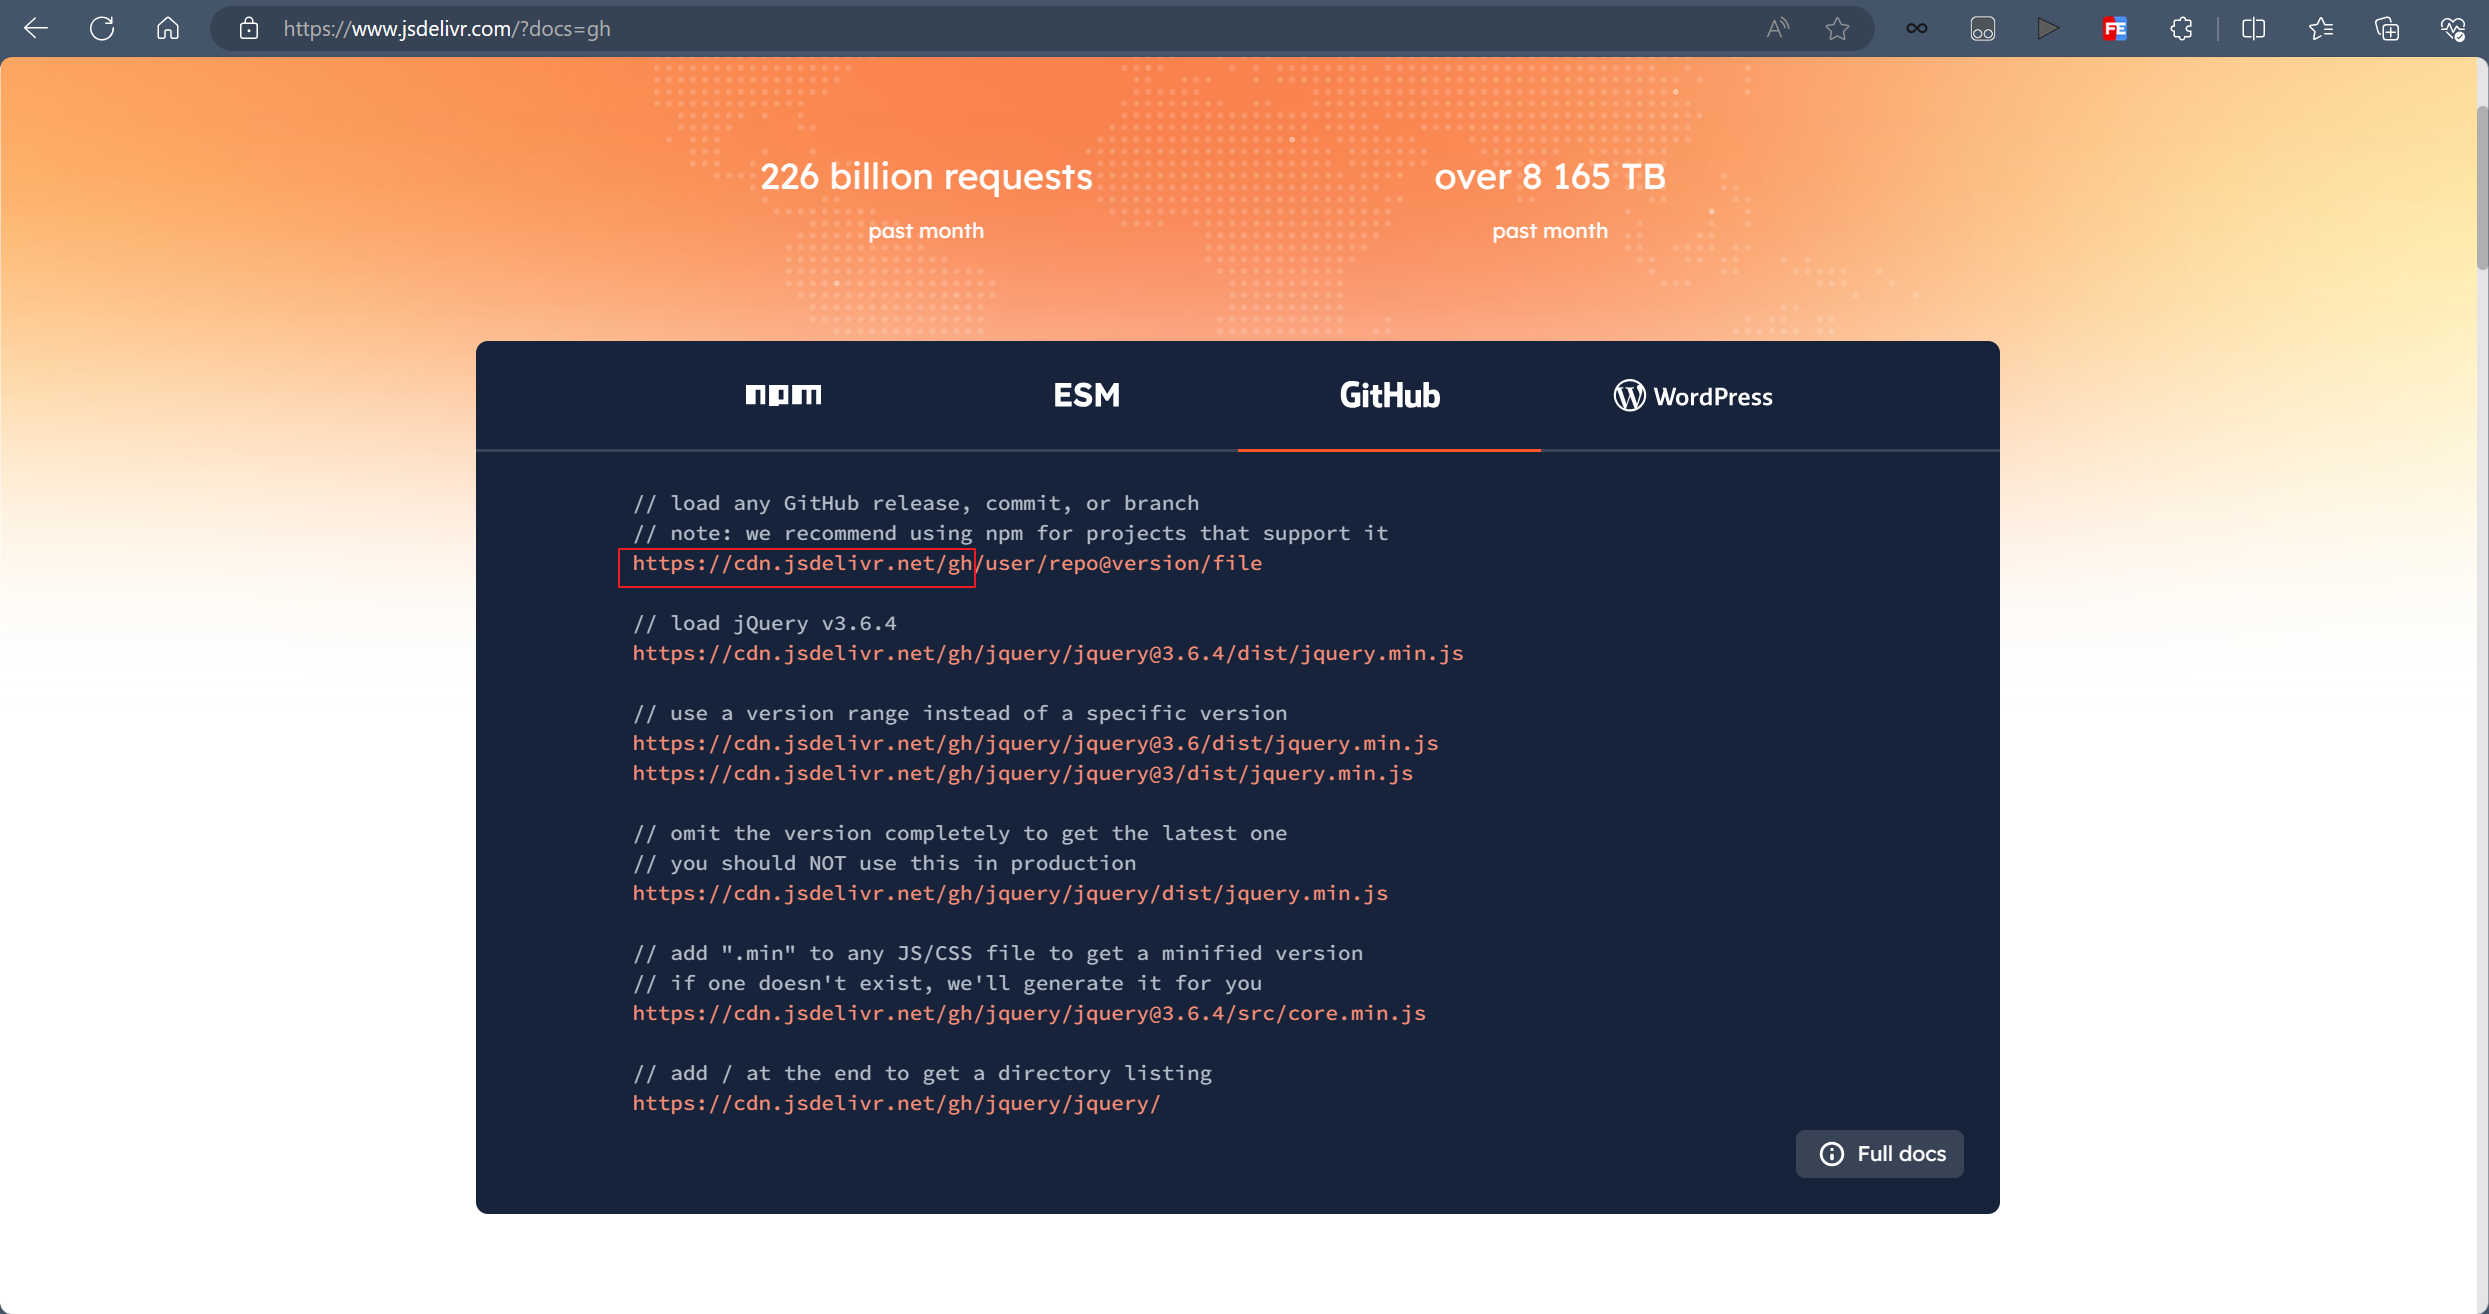 https://www.jsdelivr.com/?docs=gh
226 billion requests
past month
over 8 165 TB
past month
npm
ESM
GitHub
WordPress
// load any GitHub release, commit, or branch
// note: we recommend using npm for projects that support it
https://cdn.jsdelivr.net/gh/user/repo@version/file
// load jQuery v3.6.4
https://cdn.jsdelivr.net/gh/jquery/jquery@3.6.4/dist/jquery.min.js
// use a version range instead of a specific version
https://cdn.jsdelivr.net/gh/jquery/jquery@3.6/dist/jquery.min.js
https://cdn.jsdelivr.net/gh/jquery/jquery@3/dist/jquery.min.js
// omit the version completely to get the latest one
// you should NOT use this in production
https://cdn.jsdelivr.net/gh/jquery/jquery/dist/jquery.min.js
// add ".min" to any JS/CSS file to get a minified version
// if one doesn't exist, we'll generate it for you
https://cdn.jsdelivr.net/gh/jquery/jquery@3.6.4/src/core.min.js
// add / at the end to get a directory listing
https://cdn.jsdelivr.net/gh/jquery/jquery/
Full docs